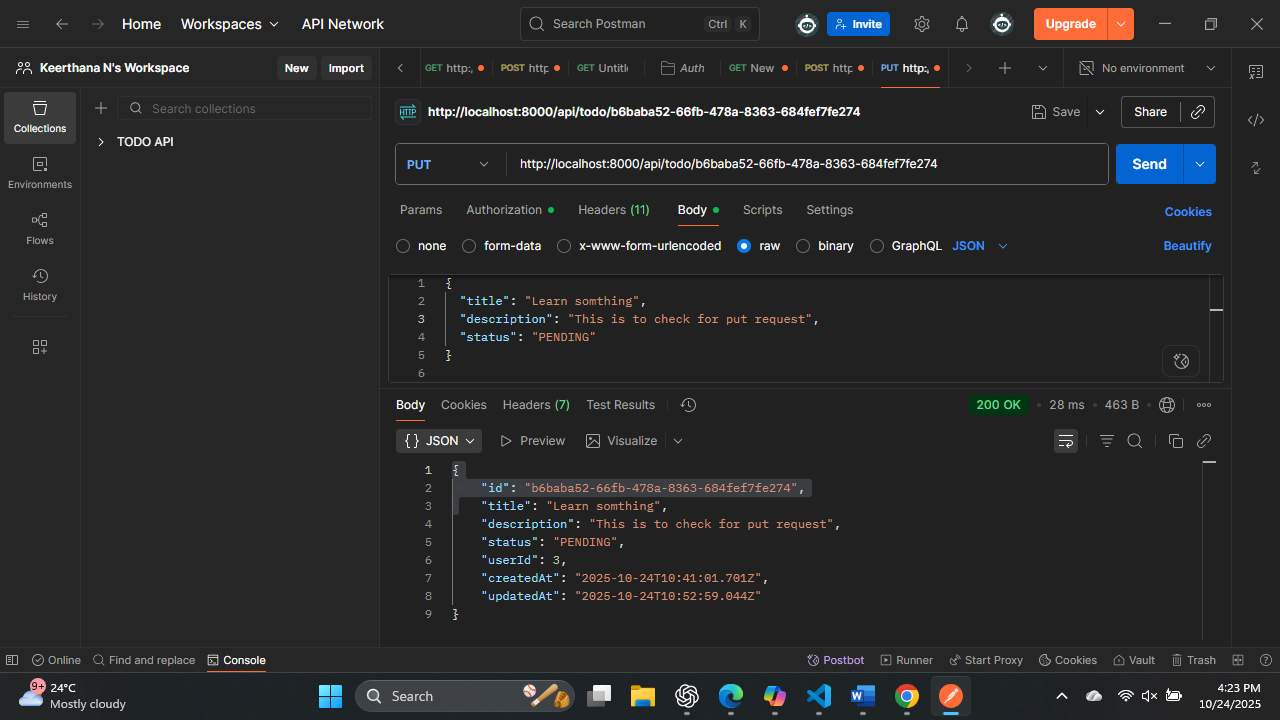 Home Workspaces API Network Search Postman Ctrl K Invite Upgrade
Keerthana N's Workspace New Import GET http:, POST http GET Untitl Auth GET New POST http PUT http:, No environment
Collections Search collections http://localhost:8000/api/todo/b6baba52-66fb-478a-8363-684fef7fe274 Save Share
TODO API
PUT http://localhost:8000/api/todo/b6baba52-66fb-478a-8363-684fef7fe274 Send
Environments
Flows
History
Params Authorization Headers (11) Body Scripts Settings Cookies
none form-data x-www-form-urlencoded raw binary GraphQL JSON Beautify
1 {
2 "title": "Learn somthing",
3 "description": "This is to check for put request",
4 "status": "PENDING"
5 }
6
Body Cookies Headers (7) Test Results 200 OK 28 ms 463 B
{} JSON Preview Visualize
1 {
2 "id": "b6baba52-66fb-478a-8363-684fef7fe274",
3 "title": "Learn somthing",
4 "description": "This is to check for put request",
5 "status": "PENDING",
6 "userId": 3,
7 "createdAt": "2025-10-24T10:41:01.701Z",
8 "updatedAt": "2025-10-24T10:52:59.044Z"
9 }
Online Find and replace Console Postbot Runner Start Proxy Cookies Vault Trash
9+ 24°C
Mostly cloudy
Search
4:23 PM
10/24/2025